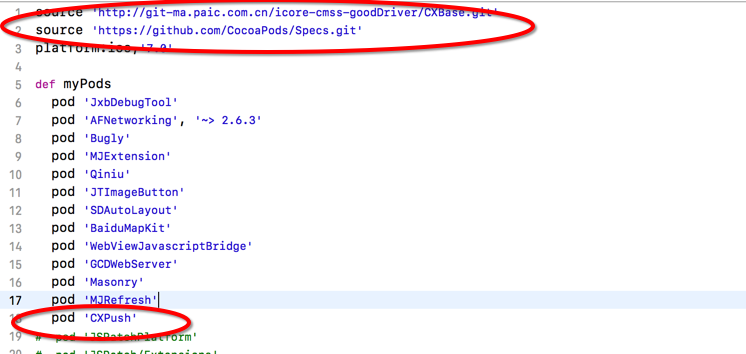 1 source 'http://git-ma.paic.com.cn/icore-cmss-goodDriver/CXBase.git'
2 source 'https://github.com/CocoaPods/Specs.git'
3 platform:ios,'7.0'
4
5 def myPods
6 pod 'JxbDebugTool'
7 pod 'AFNetworking', '~> 2.6.3'
8 pod 'Bugly'
9 pod 'MJExtension'
10 pod 'Qiniu'
11 pod 'JTImageButton'
12 pod 'SDAutoLayout'
13 pod 'BaiduMapKit'
14 pod 'WebViewJavascriptBridge'
15 pod 'GCDWebServer'
16 pod 'Masonry'
17 pod 'MJRefresh'
18 pod 'CXPush'
19 # pod 'JSPatchPlatform'
20 # pod 'JSPatch/Extensions'